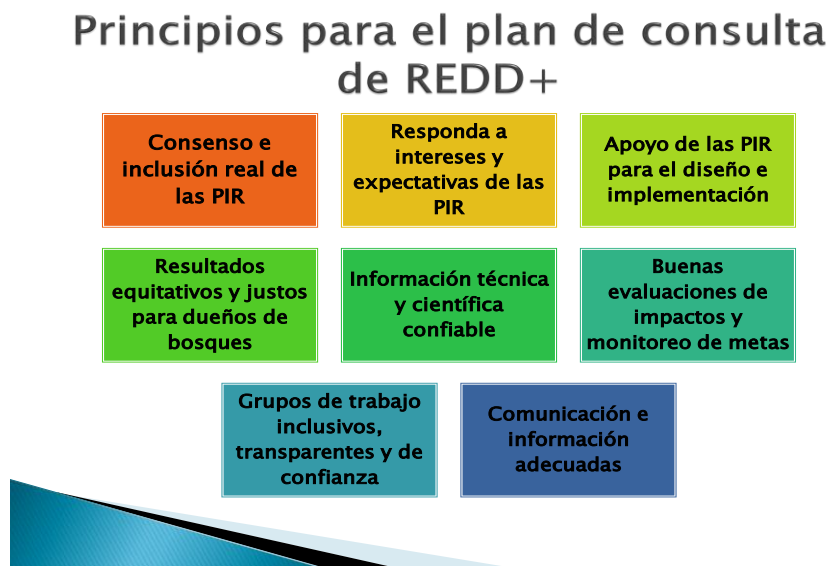 Principios para el plan de consulta
de REDD+
Consenso e
inclusión real de
las PIR
Responda a
intereses y
expectativas de las
PIR
Apoyo de las PIR
para el diseño e
implementación
Resultados
equitativos y justos
para dueños de
bosques
Información técnica
y científica
confiable
Buenas
evaluaciones de
impactos y
monitoreo de metas
Grupos de trabajo
inclusivos,
transparentes y de
confianza
Comunicación e
información
adecuadas